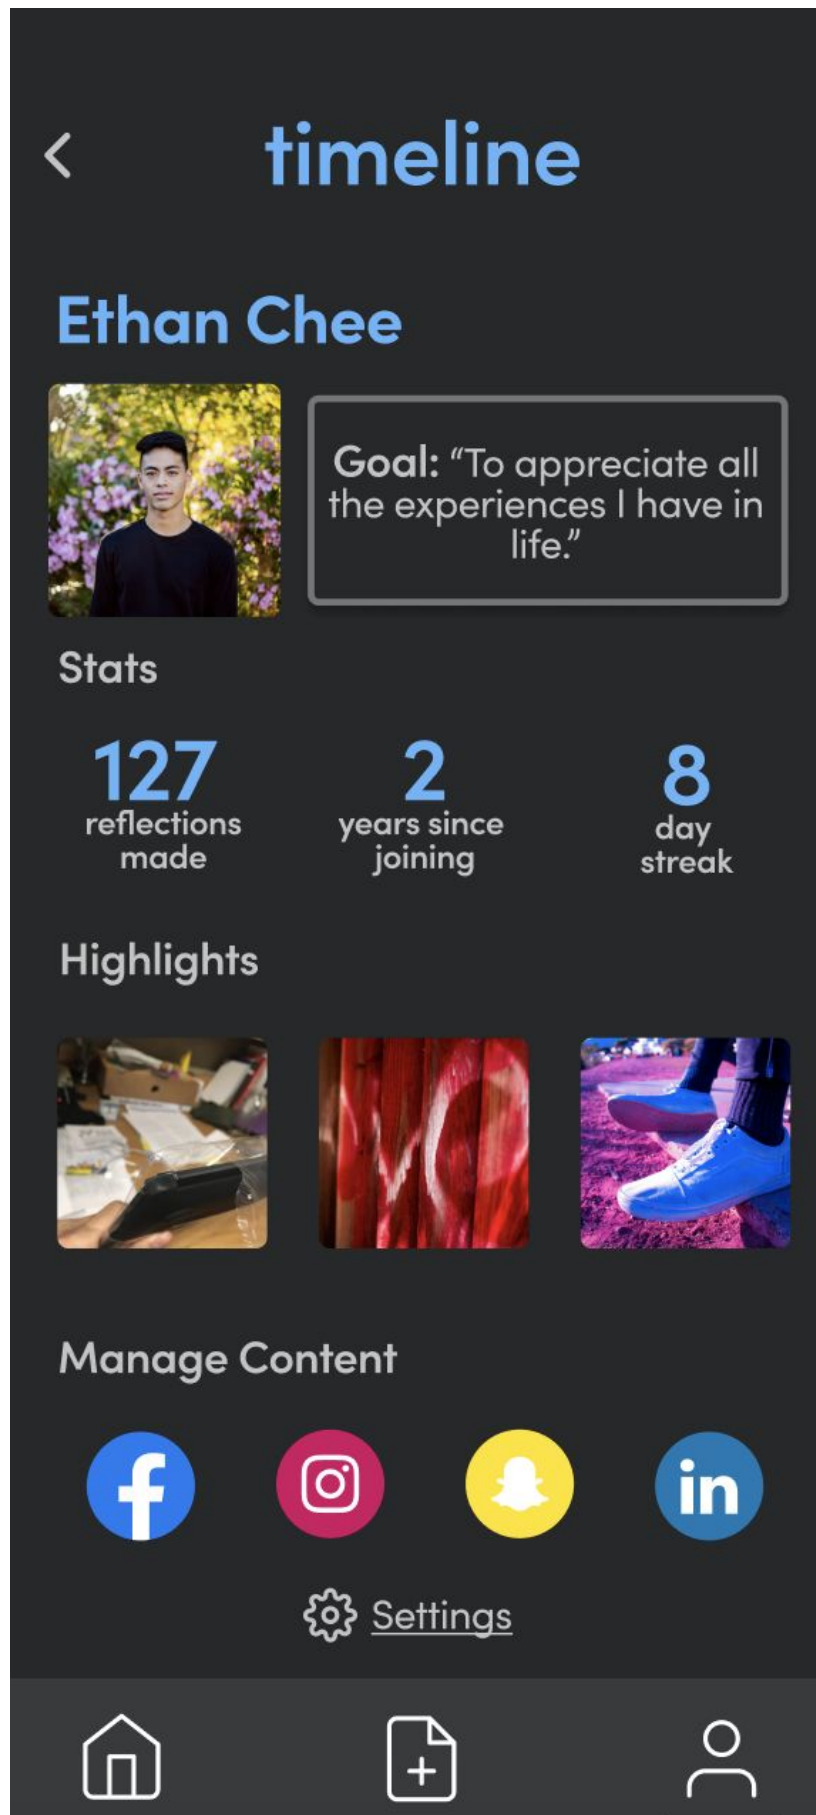 timeline
Ethan Chee
Goal: “To appreciate all
the experiences I have in
life.”
Stats
127
reflections
made
2
years since
joining
8
day
streak
Highlights
Manage Content
f
in
Settings